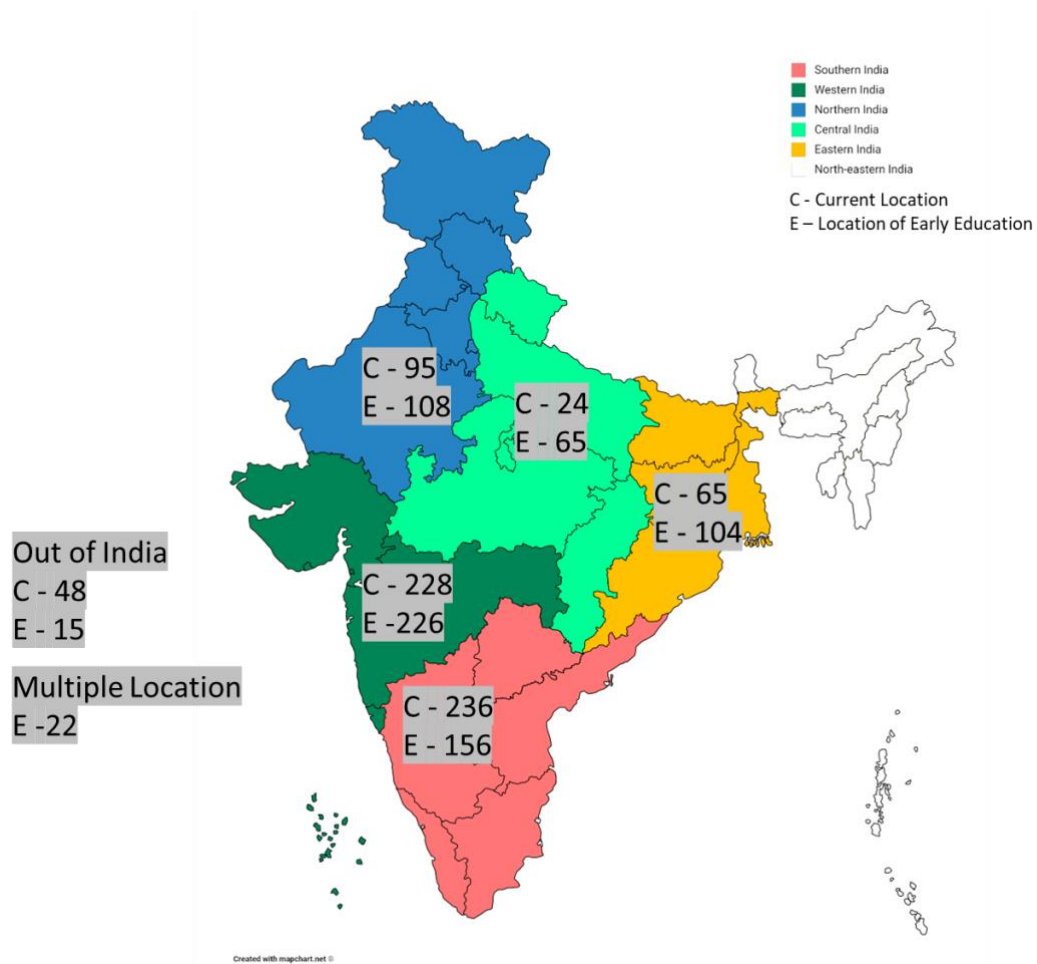 Southern India
Western India
Northern India
Central India
Eastern India
North-eastern India
C - Current Location
E – Location of Early Education
C - 95
E - 108
C - 24
E - 65
C - 65
E - 104
Out of India
C - 48
E - 15
C - 228
E -226
Multiple Location
E -22
C - 236
E - 156
Created with mapchart.net ©